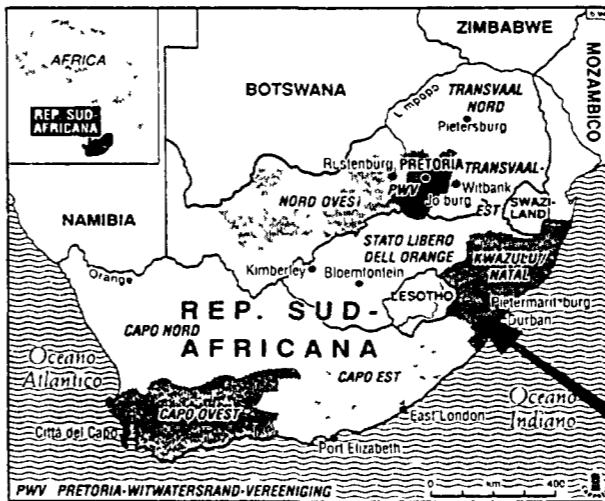 AFRICA
REP. SUD-
AFRICANA
ZIMBABWE
MOZAMBICO
BOTSWANA
Limpopo
TRANSVAAL
NORD
Pietersburg
Rustenburg
PRETORIA
TRANSVAAL-
EST
PWV
Witbank
Jo'burg
SWAZI-
LAND
NORD OVEST
NAMIBIA
STATO LIBERO
DELL ORANGE
KWAZULU/
NATAL
Orange
Kimberley
Bloemfontein
LESOTHO
Pietermaritzburg
Durban
REP. SUD-
AFRICANA
CAPO NORD
Oceano
Atlantico
CAPO EST
CAPO OVEST
Oceano
Indiano
East London
Città del Capo
Port Elizabeth
PWV PRETORIA-WITWATERSRAND-VEREENIGING
0 km 400